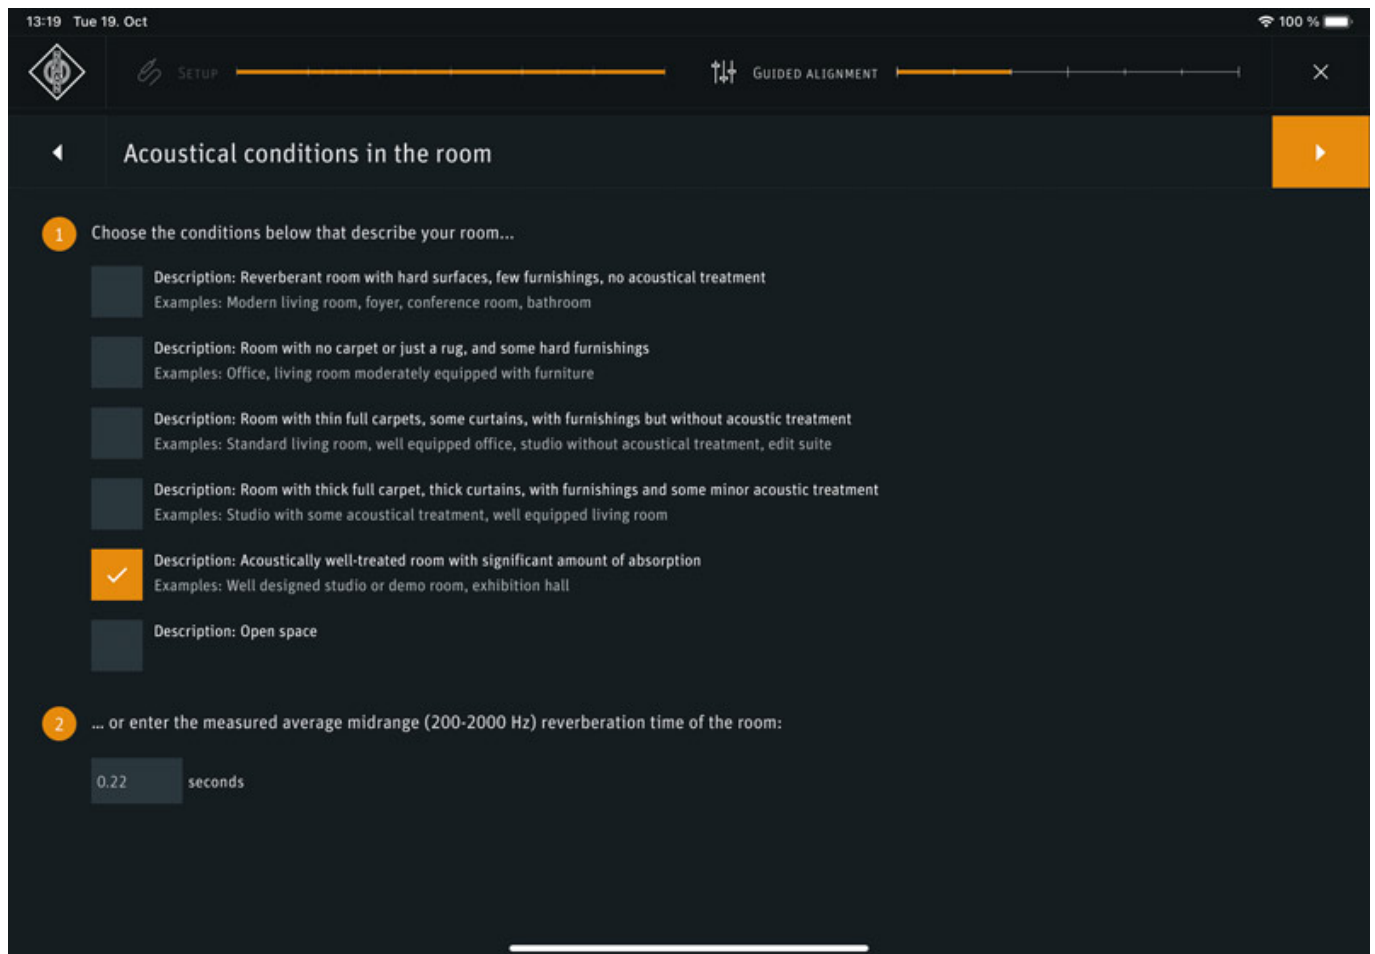 13:19 Tue 19. Oct
100 %
SETUP
GUIDED ALIGNMENT
Acoustical conditions in the room
1 Choose the conditions below that describe your room...
Description: Reverberant room with hard surfaces, few furnishings, no acoustical treatment
Examples: Modern living room, foyer, conference room, bathroom
Description: Room with no carpet or just a rug, and some hard furnishings
Examples: Office, living room moderately equipped with furniture
Description: Room with thin full carpets, some curtains, with furnishings but without acoustic treatment
Examples: Standard living room, well equipped office, studio without acoustical treatment, edit suite
Description: Room with thick full carpet, thick curtains, with furnishings and some minor acoustic treatment
Examples: Studio with some acoustical treatment, well equipped living room
Description: Acoustically well-treated room with significant amount of absorption
Examples: Well designed studio or demo room, exhibition hall
Description: Open space
2 ... or enter the measured average midrange (200-2000 Hz) reverberation time of the room:
0.22 seconds